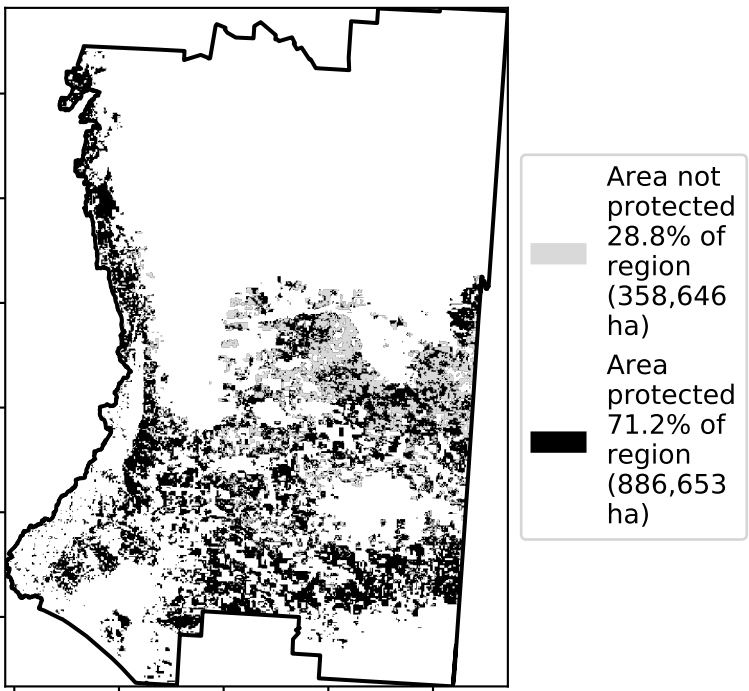 Area not
protected
28.8% of
region
(358,646
ha)
Area
protected
71.2% of
region
(886,653
ha)